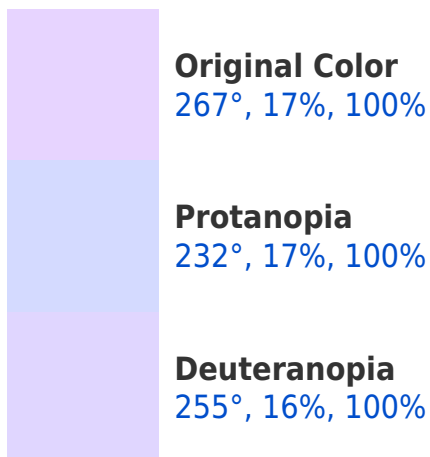 Original Color
267°, 17%, 100%
Protanopia
232°, 17%, 100%
Deuteranopia
255°, 16%, 100%